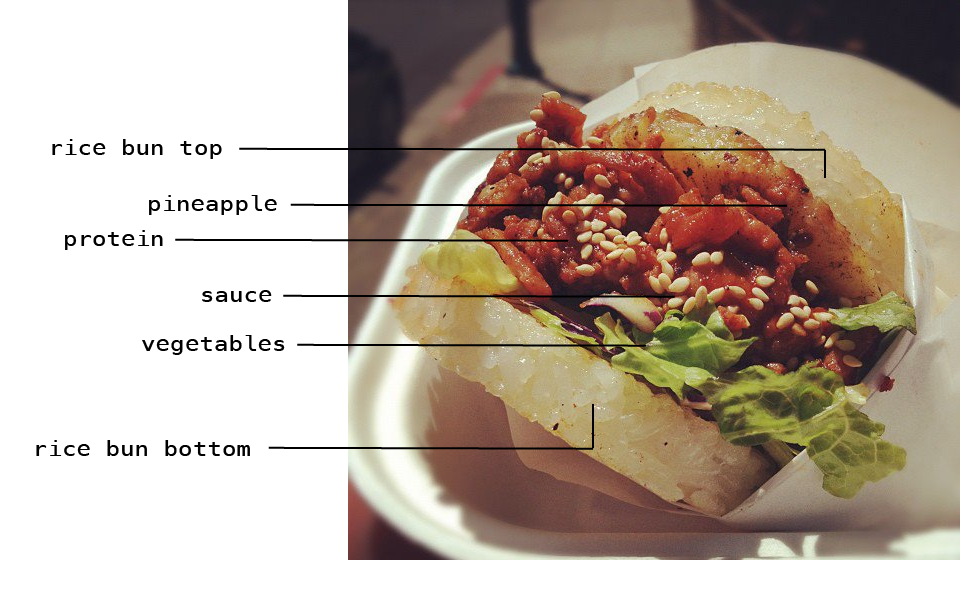 rice bun top
pineapple
protein
sauce
vegetables
rice bun bottom